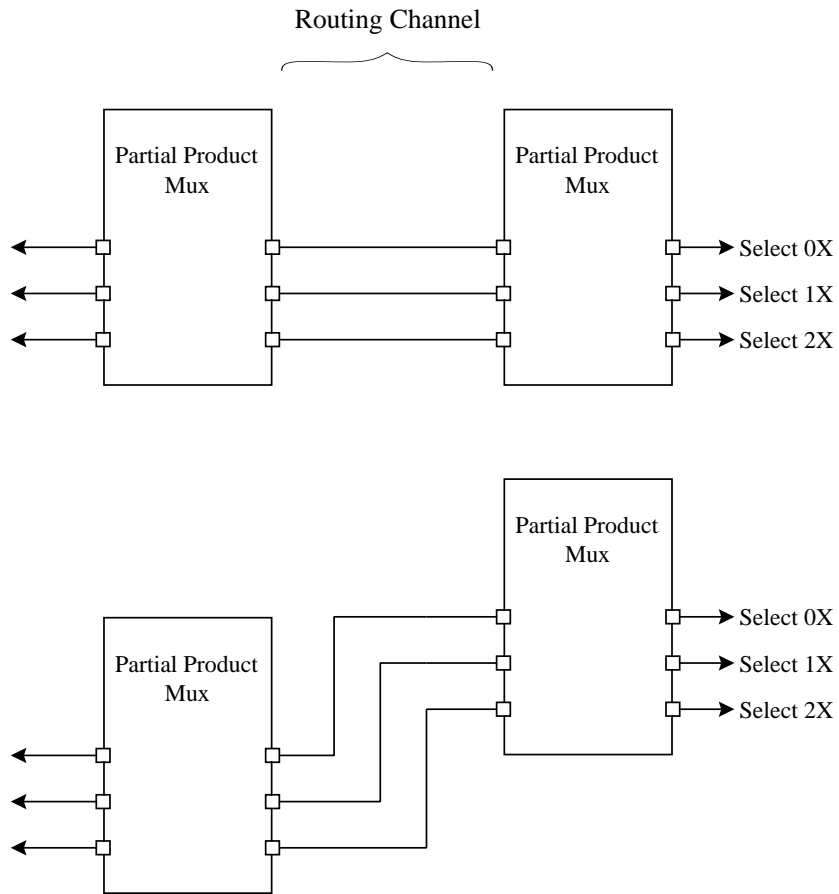 Routing Channel
Partial Product
Mux
Partial Product
Mux
Select 0X
Select 1X
Select 2X
Partial Product
Mux
Select 0X
Select 1X
Select 2X
Partial Product
Mux